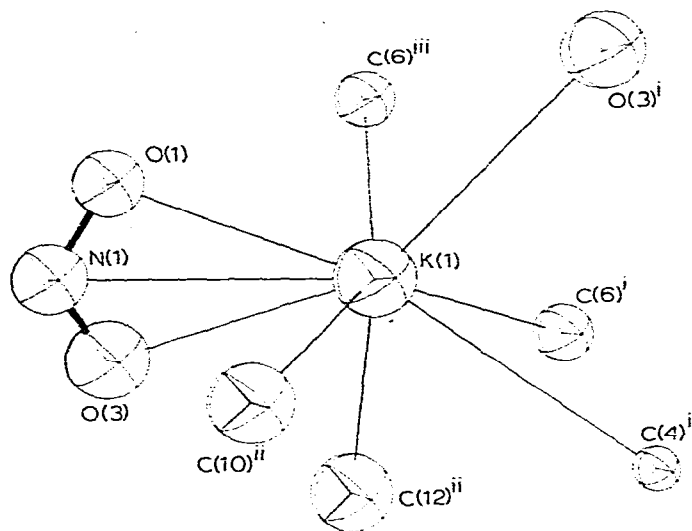 C(6)ⁱⁱⁱ
O(3)ⁱ
O(1)
N(1)
K(1)
C(6)ⁱ
O(3)
C(10)ⁱⁱ
C(4)ⁱ
C(12)ⁱⁱ